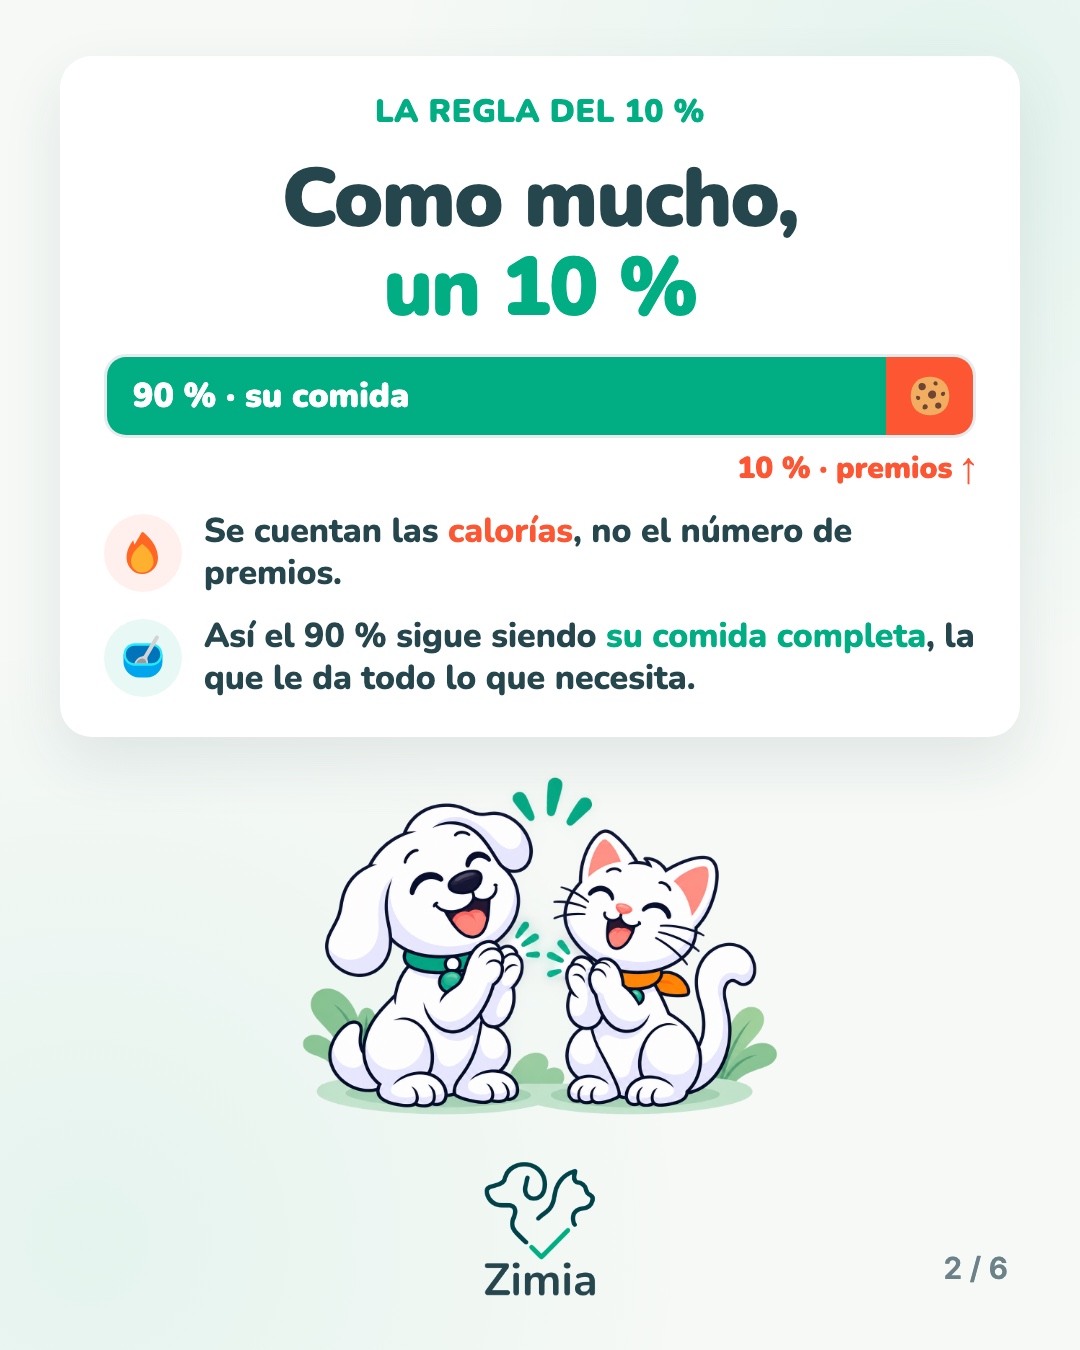 LA REGLA DEL 10 %
Como mucho,
un 10 %
90 % · su comida
10 % · premios ↑
Se cuentan las calorías, no el número de
premios.
Así el 90 % sigue siendo su comida completa, la
que le da todo lo que necesita.
Zimia
2 / 6